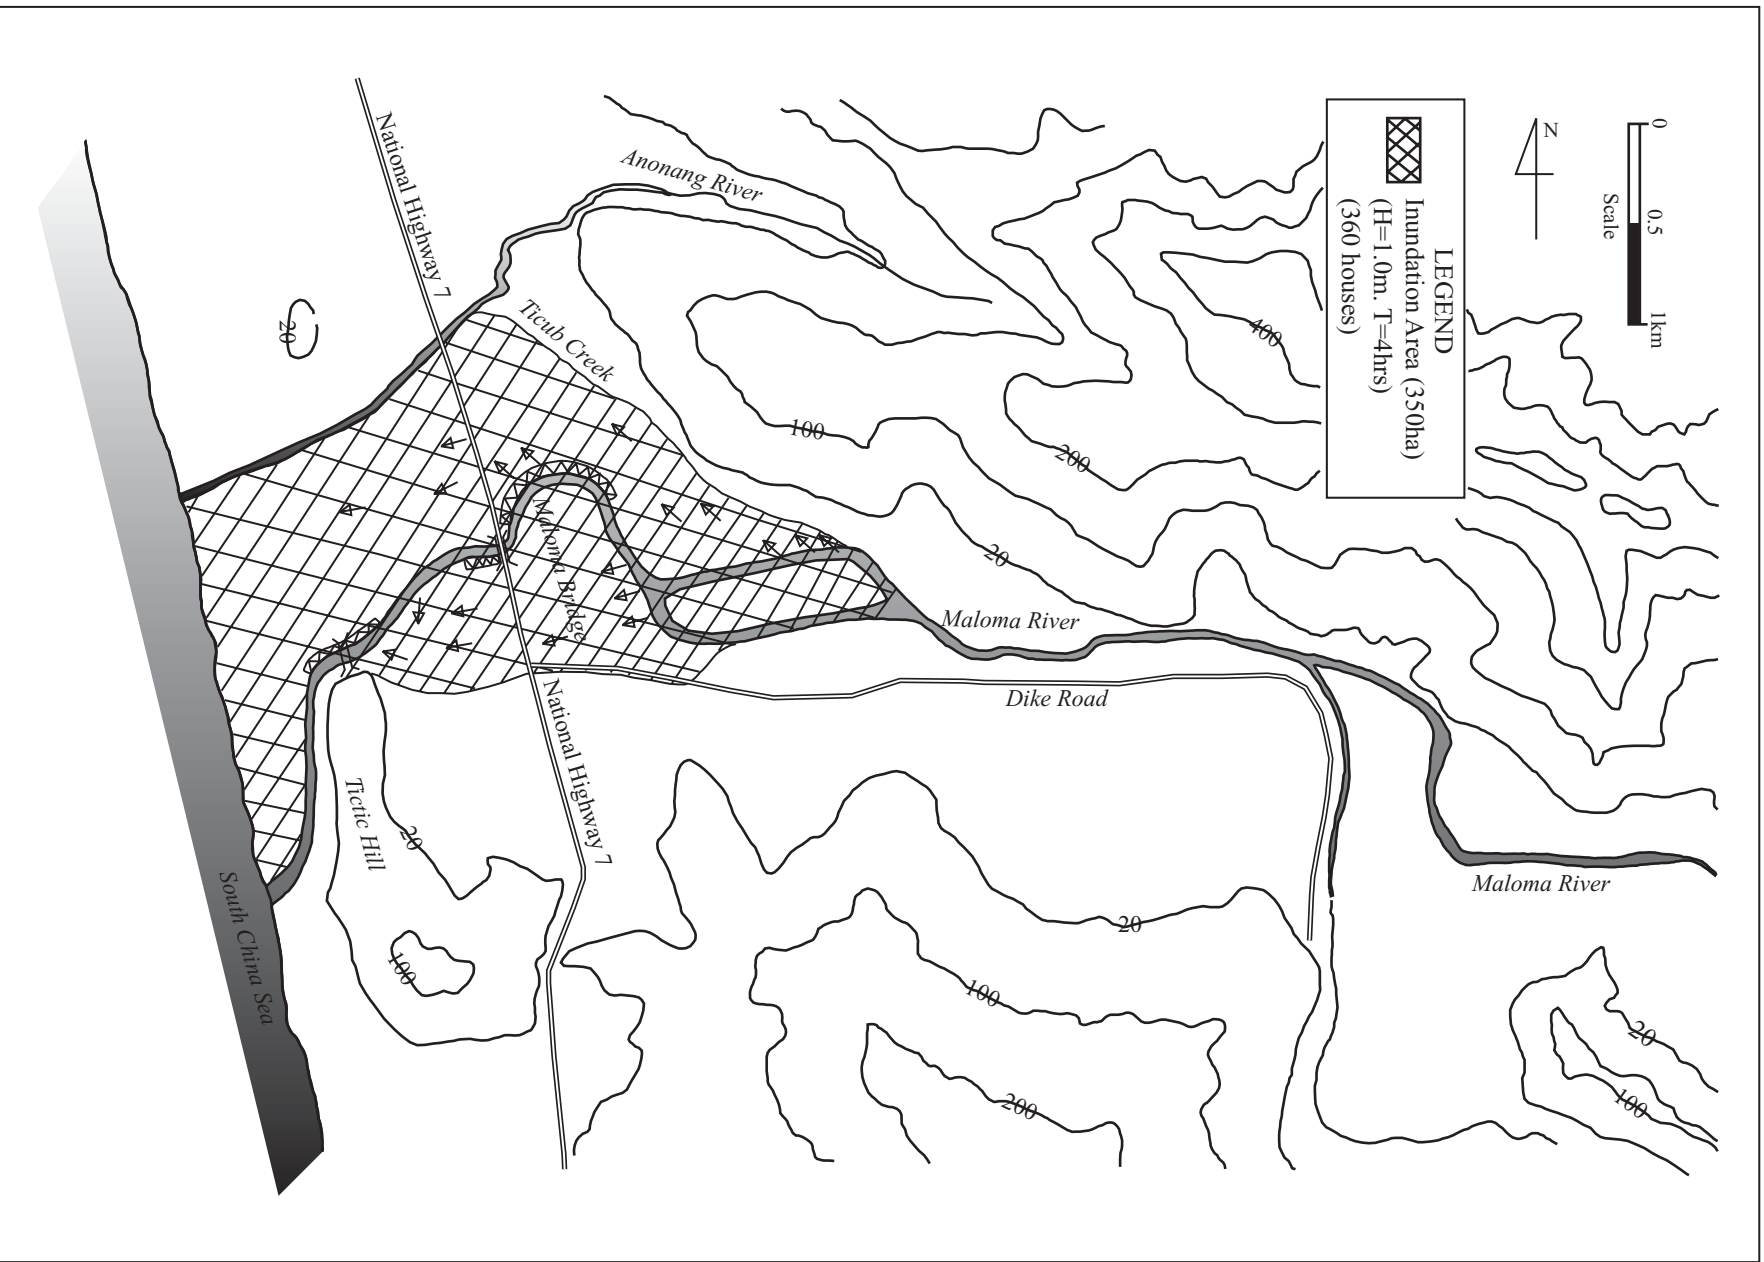 0
0.5
1km
Scale
N
LEGEND
Inundation Area (350ha)
(H=1.0m. T=4hrs)
(360 houses)
National Highway 7
Anonang River
Ticub Creek
20
400
100
200
20
Maloma Bridge
Maloma River
Dike Road
National Highway 7
Maloma River
Tictic Hill
20
100
South China Sea
20
100
200
20
100